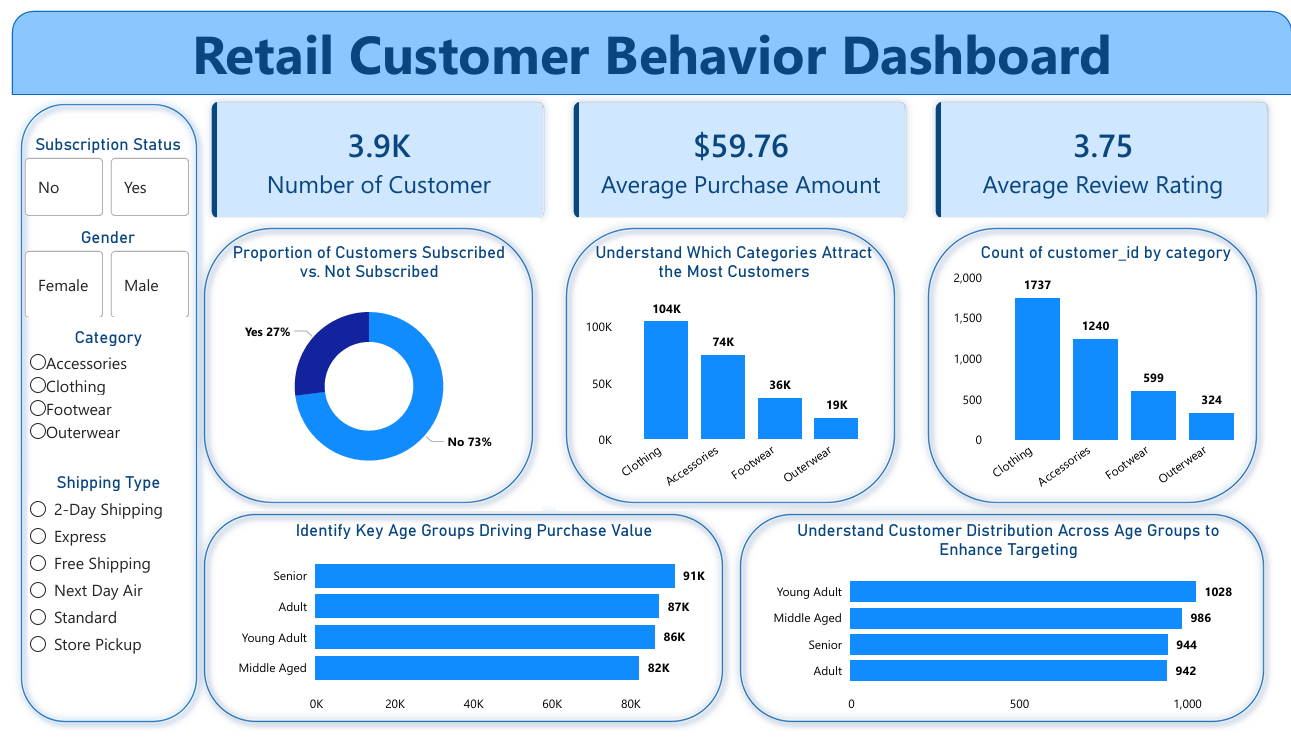 Retail Customer Behavior Dashboard
Subscription Status
No
Yes
Gender
Female
Male
Category
Accessories
Clothing
Footwear
Outerwear
Shipping Type
2-Day Shipping
Express
Free Shipping
Next Day Air
Standard
Store Pickup
3.9K
Number of Customer
$59.76
Average Purchase Amount
3.75
Average Review Rating
Proportion of Customers Subscribed
vs. Not Subscribed
Yes 27%
No 73%
Understand Which Categories Attract
the Most Customers
100K
50K
0K
104K
74K
36K
19K
Clothing
Accessories
Footwear
Outerwear
Count of customer_id by category
2,000
1,500
1,000
500
0
1737
1240
599
324
Clothing
Accessories
Footwear
Outerwear
Identify Key Age Groups Driving Purchase Value
Senior
91K
Adult
87K
Young Adult
86K
Middle Aged
82K
0K
20K
40K
60K
80K
Understand Customer Distribution Across Age Groups to
Enhance Targeting
Young Adult
1028
Middle Aged
986
Senior
944
Adult
942
0
500
1,000